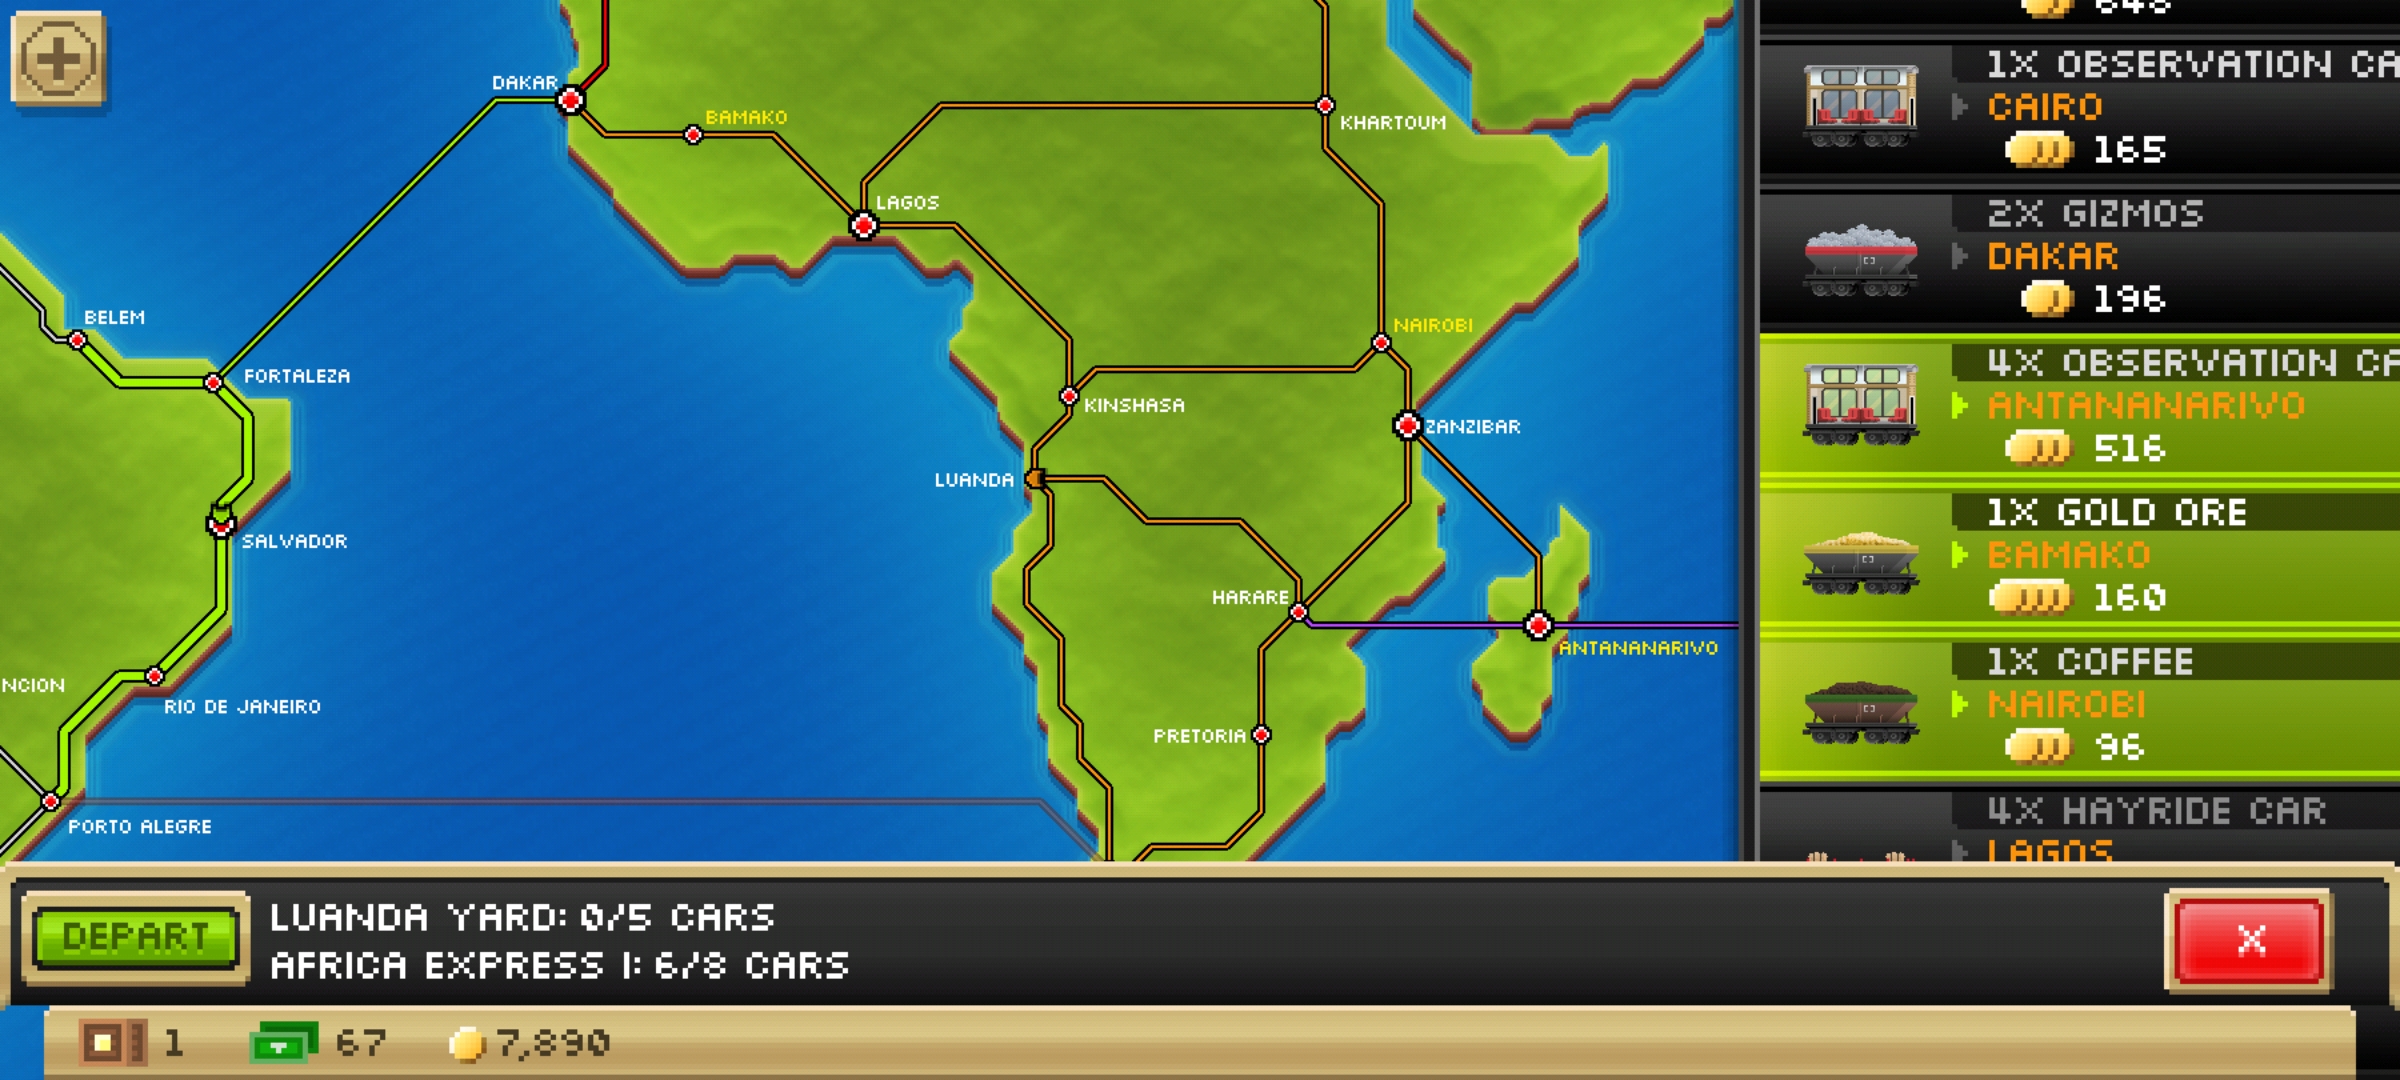 DAKAR
BAMAKO
KHARTOUM
LAGOS
BELEM
NAIROBI
FORTALEZA
KINSHASA
ZANZIBAR
LUANDA
SALVADOR
HARARE
ANTANANARIVO
NCION
RIO DE JANEIRO
PRETORIA
PORTO ALEGRE
648
1X OBSERVATION CA
CAIRO
165
2X GIZMOS
DAKAR
196
4X OBSERVATION CA
ANTANANARIVO
516
1X GOLD ORE
BAMAKO
160
1X COFFEE
NAIROBI
96
4X HAYRIDE CAR
LAGOS
DEPART
LUANDA YARD: 0/5 CARS
AFRICA EXPRESS I: 6/8 CARS
X
1 67 7,890